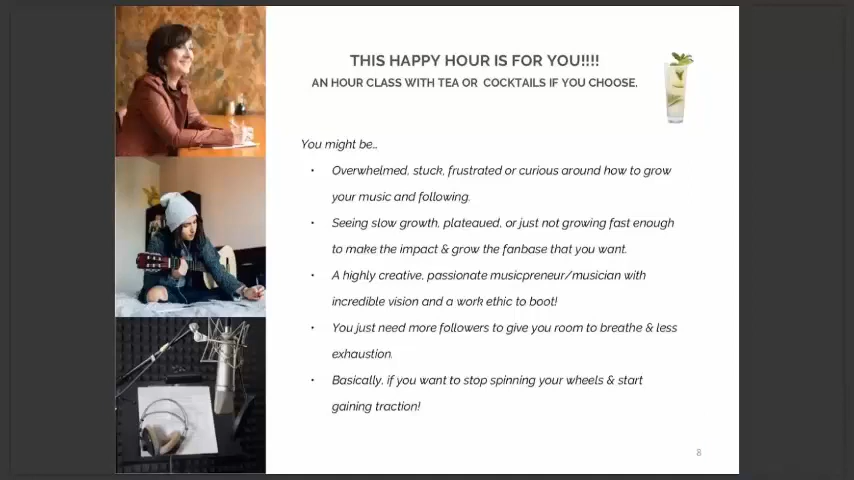 THIS HAPPY HOUR IS FOR YOU!!!!
AN HOUR CLASS WITH TEA OR COCKTAILS IF YOU CHOOSE.
You might be…
• Overwhelmed, stuck, frustrated or curious around how to grow
your music and following.
• Seeing slow growth, plateaued, or just not growing fast enough
to make the impact & grow the fanbase that you want.
• A highly creative, passionate musicpreneur/musician with
incredible vision and a work ethic to boot!
• You just need more followers to give you room to breathe & less
exhaustion.
• Basically, if you want to stop spinning your wheels & start
gaining traction!
8